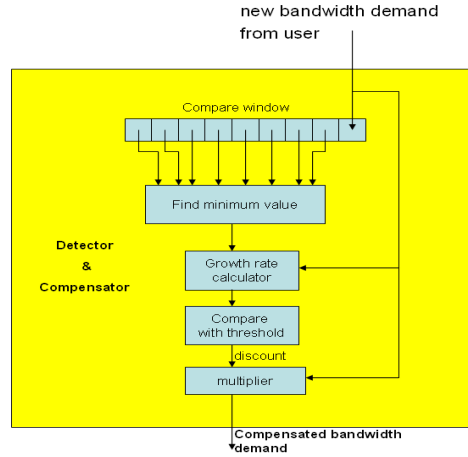 new bandwidth demand
from user
Compare window
Find minimum value
Detector
&
Compensator
Growth rate
calculator
Compare
with threshold
discount
multiplier
Compensated bandwidth
demand